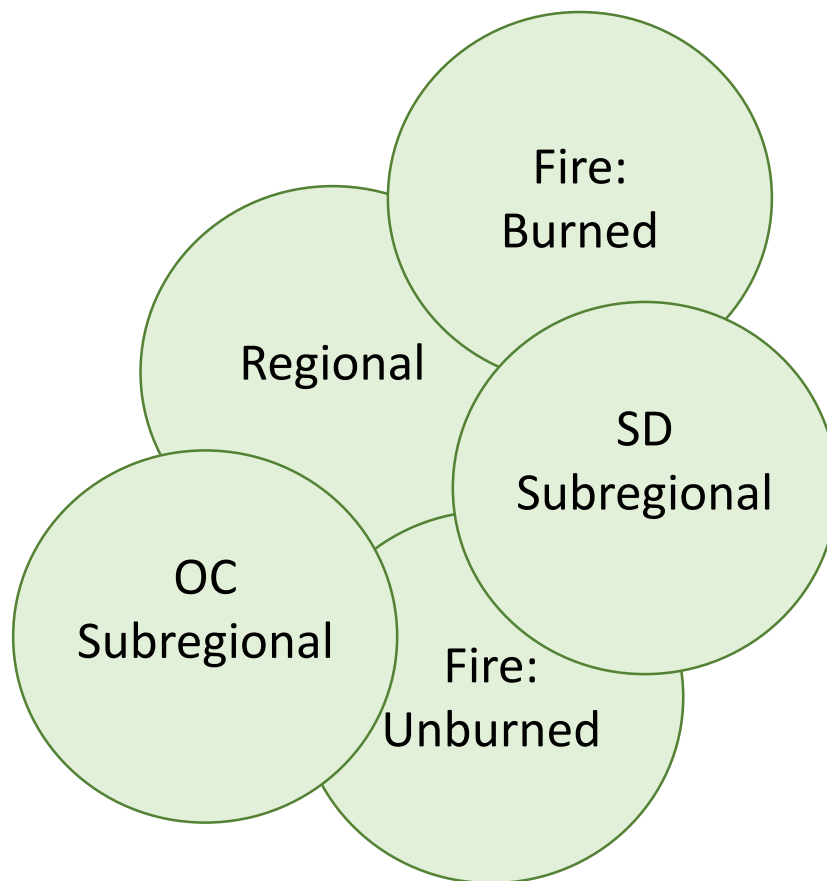 Fire:
Burned
Regional
SD
Subregional
OC
Subregional
Fire:
Unburned